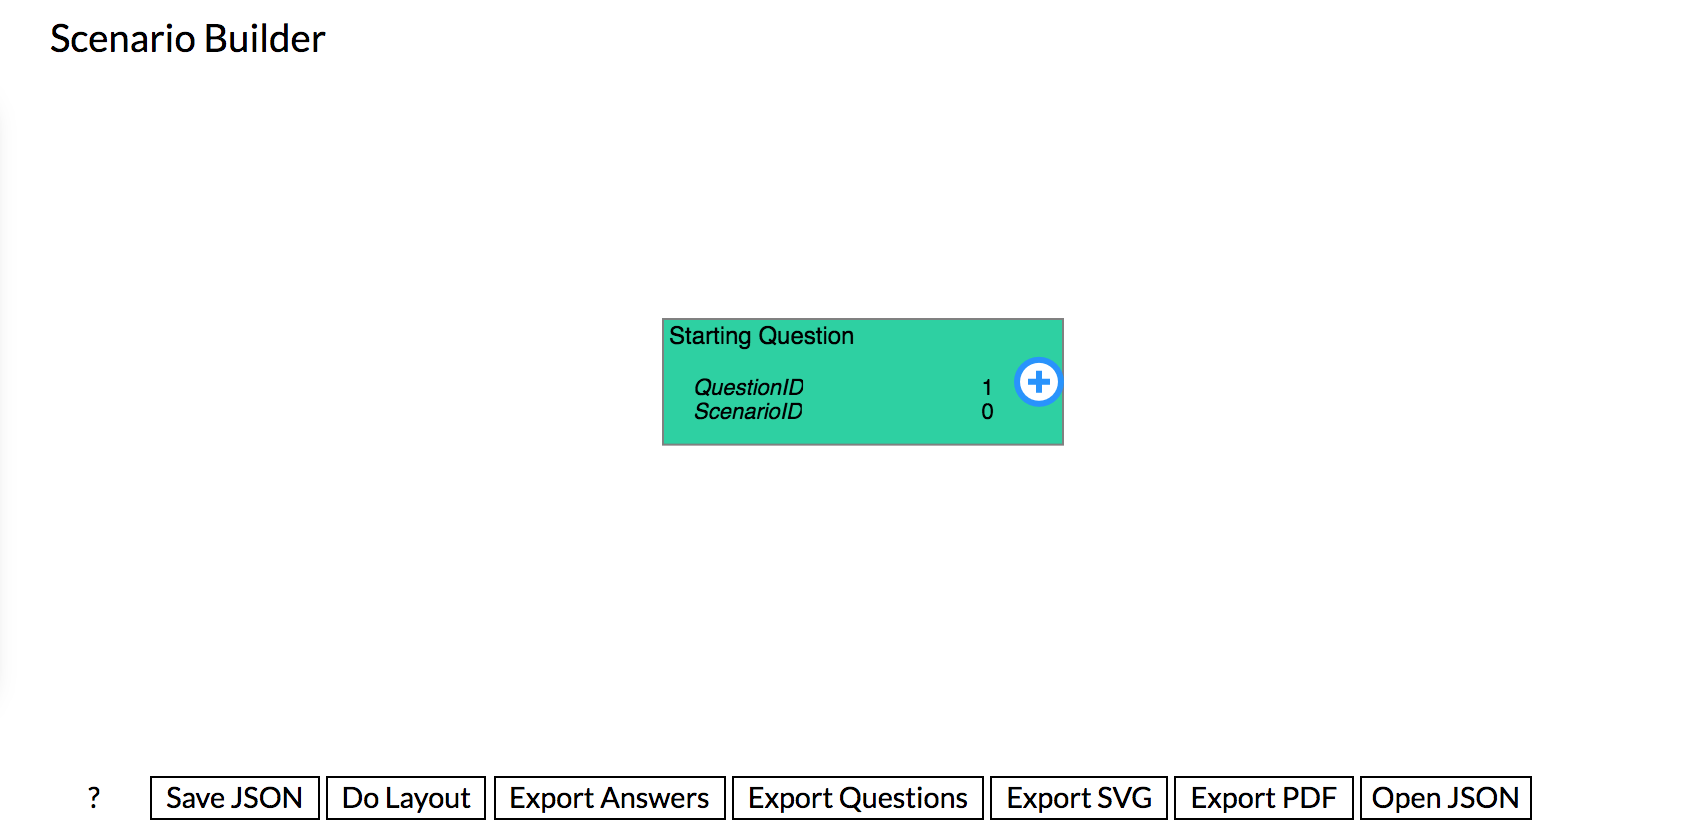 Scenario Builder
Starting Question
QuestionID 1
ScenarioID 0
? Save JSON Do Layout Export Answers Export Questions Export SVG Export PDF Open JSON